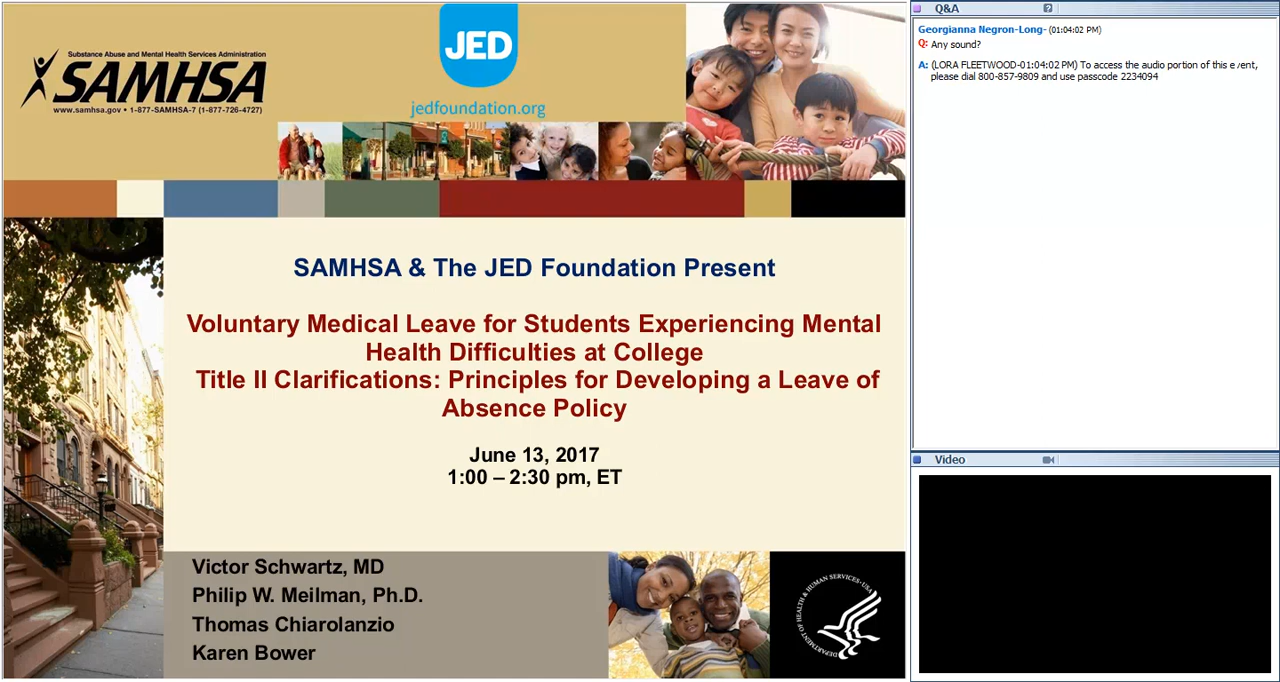 Substance Abuse and Mental Health Services Administration
SAMHSA
www.samhsa.gov • 1-877-SAMHSA-7 (1-877-726-4727)
JED
jedfoundation.org
SAMHSA & The JED Foundation Present
Voluntary Medical Leave for Students Experiencing Mental
Health Difficulties at College
Title II Clarifications: Principles for Developing a Leave of
Absence Policy
June 13, 2017
1:00 – 2:30 pm, ET
Victor Schwartz, MD
Philip W. Meilman, Ph.D.
Thomas Chiarolanzio
Karen Bower
DEPARTMENT OF HEALTH & HUMAN SERVICES • USA
Q&A
?
Georgianna Negron-Long- (01:04:02 PM)
Q: Any sound?
A: (LORA FLEETWOOD-01:04:02 PM) To access the audio portion of this event,
please dial 800-857-9809 and use passcode 2234094
Video